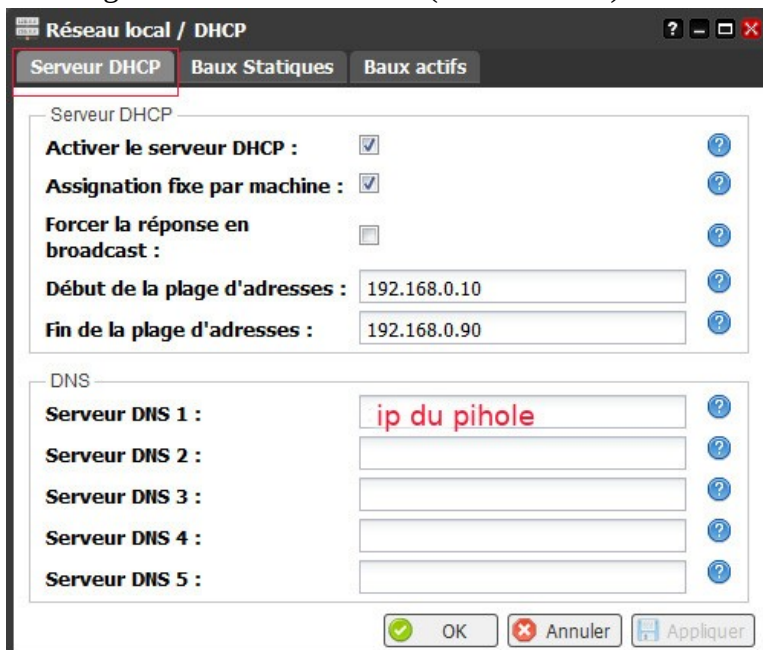 Réseau local / DHCP
Serveur DHCP Baux Statiques Baux actifs
Serveur DHCP
Activer le serveur DHCP :
Assignation fixe par machine :
Forcer la réponse en
broadcast :
Début de la plage d'adresses : 192.168.0.10
Fin de la plage d'adresses : 192.168.0.90
DNS
Serveur DNS 1 : ip du pihole
Serveur DNS 2 :
Serveur DNS 3 :
Serveur DNS 4 :
Serveur DNS 5 :
OK Annuler Appliquer